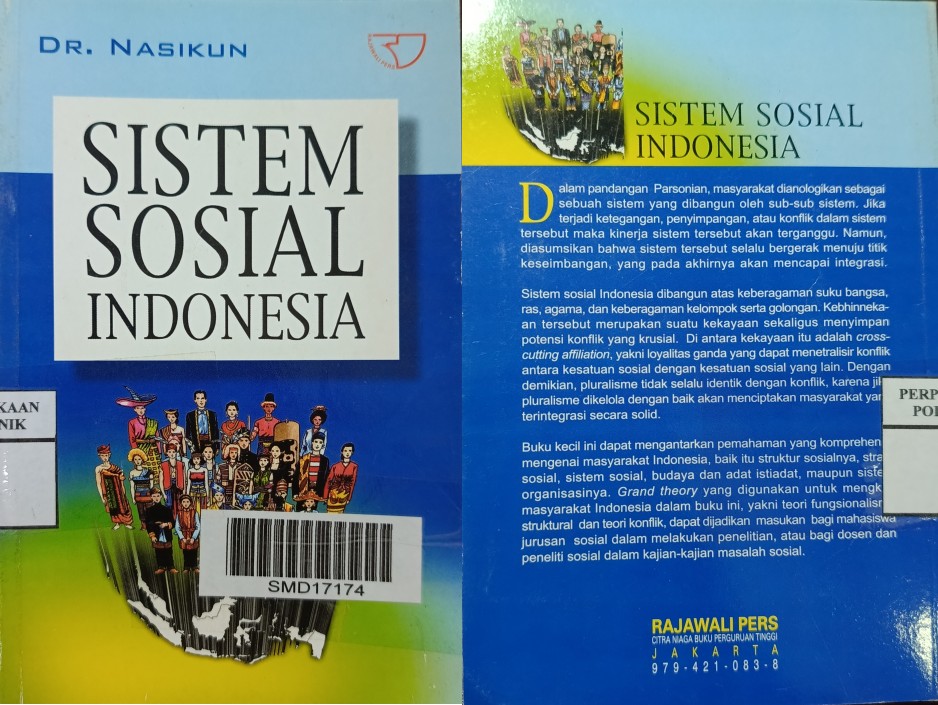 DR. NASIKUN
RAJAWALI PERS
SISTEM
SOSIAL
INDONESIA
KAAN
NIK
SMD17174
SISTEM SOSIAL
INDONESIA
Dalam pandangan Parsonian, masyarakat dianologikan sebagai
sebuah sistem yang dibangun oleh sub-sub sistem. Jika
terjadi ketegangan, penyimpangan, atau konflik dalam sistem
tersebut maka kinerja sistem tersebut akan terganggu. Namun,
diasumsikan bahwa sistem tersebut selalu bergerak menuju titik
keseimbangan, yang pada akhirnya akan mencapai integrasi.
Sistem sosial Indonesia dibangun atas keberagaman suku bangsa,
ras, agama, dan keberagaman kelompok serta golongan. Kebhinneka-
an tersebut merupakan suatu kekayaan sekaligus menyimpan
potensi konflik yang krusial. Di antara kekayaan itu adalah cross-
cutting affiliation, yakni loyalitas ganda yang dapat menetralisir konflik
antara kesatuan sosial dengan kesatuan sosial yang lain. Dengan
demikian, pluralisme tidak selalu identik dengan konflik, karena ji
pluralisme dikelola dengan baik akan menciptakan masyarakat yan
terintegrasi secara solid.
Buku kecil ini dapat mengantarkan pemahaman yang komprehen
mengenai masyarakat Indonesia, baik itu struktur sosialnya, stra
sosial, sistem sosial, budaya dan adat istiadat, maupun siste
organisasinya. Grand theory yang digunakan untuk mengk
masyarakat Indonesia dalam buku ini, yakni teori fungsionalism
struktural dan teori konflik, dapat dijadikan masukan bagi mahasiswa
jurusan sosial dalam melakukan penelitian, atau bagi dosen dan
peneliti sosial dalam kajian-kajian masalah sosial.
PERP
POL
RAJAWALI PERS
CITRA NIAGA BUKU PERGURUAN TINGGI
JAKARTA
979-421-083-8